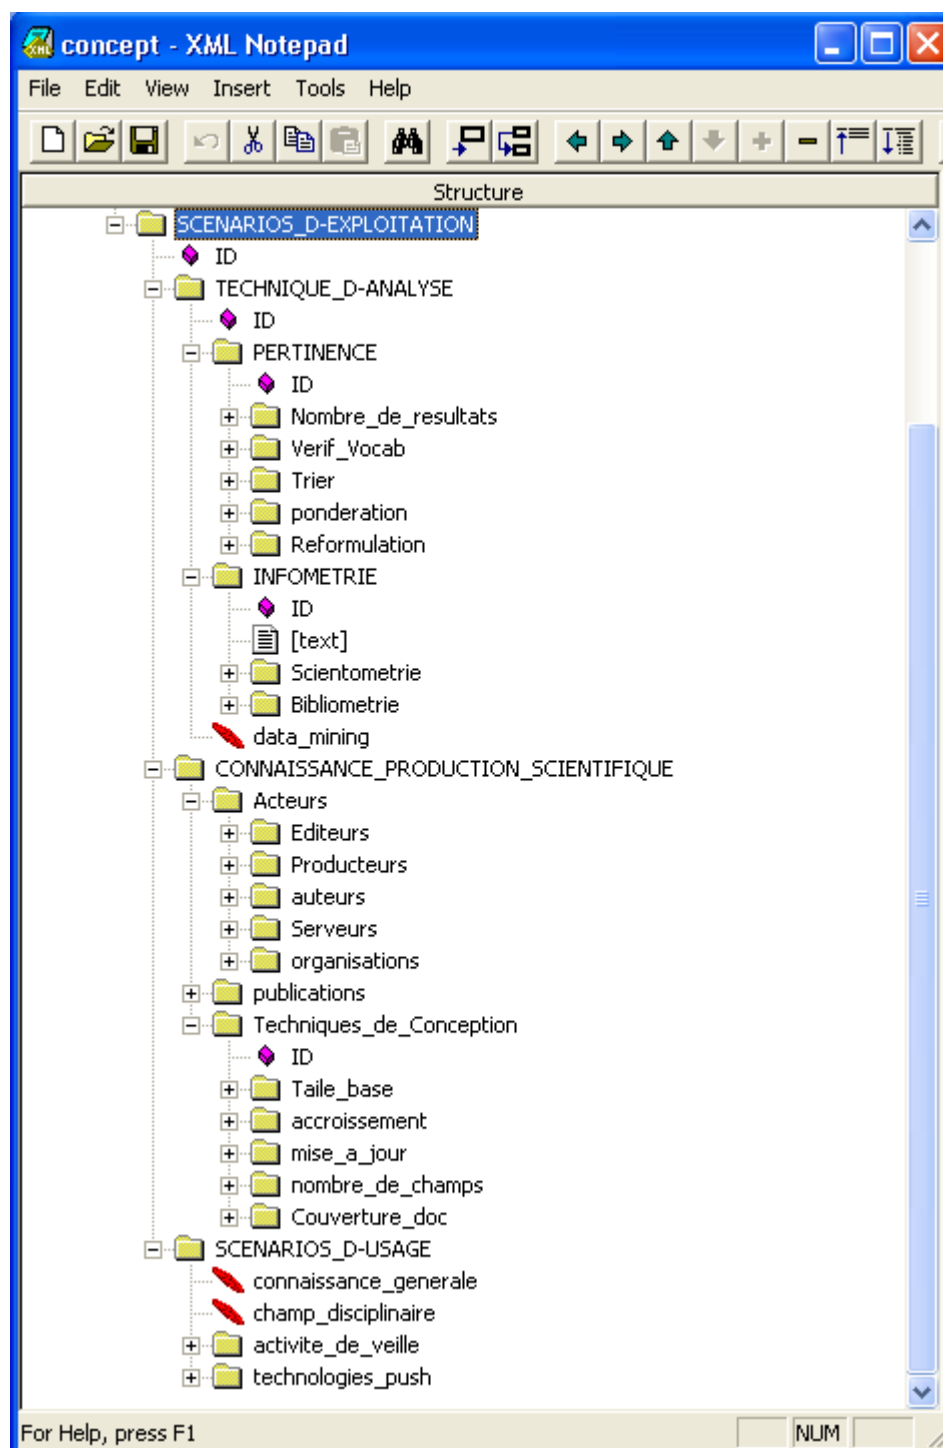 concept - XML Notepad
File Edit View Insert Tools Help
Structure
SCENARIOS_D-EXPLOITATION
ID
TECHNIQUE_D-ANALYSE
ID
PERTINENCE
ID
Nombre_de_resultats
Verif_Vocab
Trier
ponderation
Reformulation
INFOMETRIE
ID
[text]
Scientometrie
Bibliometrie
data_mining
CONNAISSANCE_PRODUCTION_SCIENTIFIQUE
Acteurs
Editeurs
Producteurs
auteurs
Serveurs
organisations
publications
Techniques_de_Conception
ID
Taile_base
accroissement
mise_a_jour
nombre_de_champs
Couverture_doc
SCENARIOS_D-USAGE
connaissance_generale
champ_disciplinaire
activite_de_veille
technologies_push
For Help, press F1 NUM